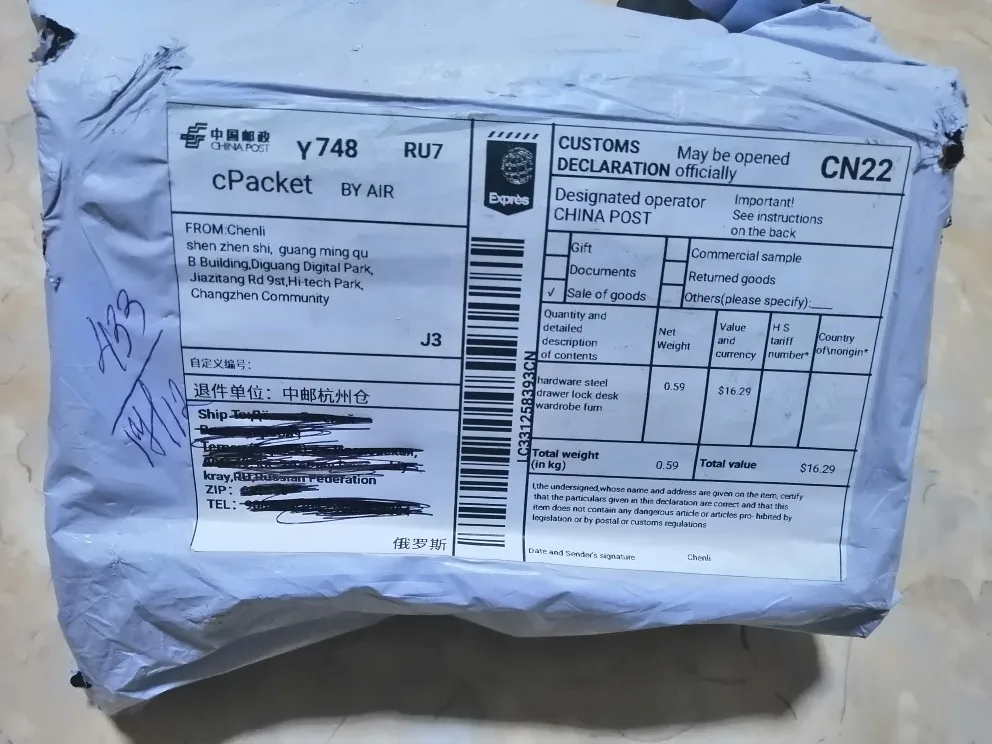 中国邮政
CHINA POST
Y748
RU7
cPacket
BY AIR
FROM:Chenli
shen zhen shi, guang ming qu
B Building,Diguang Digital Park,
Jiazitang Rd 9st,Hi-tech Park,
Changzhen Community
J3
自定义编号:
退件单位: 中邮杭州仓
Ship
kray,RU,Russian Federation
ZIP:
TEL:
俄罗斯
Exprès
LC331258393CN
CUSTOMS
DECLARATION
May be opened
officially
CN22
Designated operator
CHINA POST
Important!
See instructions
on the back
Gift
Commercial sample
Documents
Returned goods
✓ Sale of goods
Others(please specify):____
Quantity and
detailed
description
of contents
Net
Weight
Value
and
currency
H S
tariff
number*
Country
of\norigin*
hardware steel
drawer lock desk
wardrobe furn
0.59
$16.29
Total weight
(in kg)
0.59
Total value
$16.29
I,the undersigned,whose name and address are given on the item, certify
that the particulars given in this declaration are correct and that this
item does not contain any dangerous article or articles pro- hibited by
legislation or by postal or customs regulations
Date and Sender's signature
Chenli
433